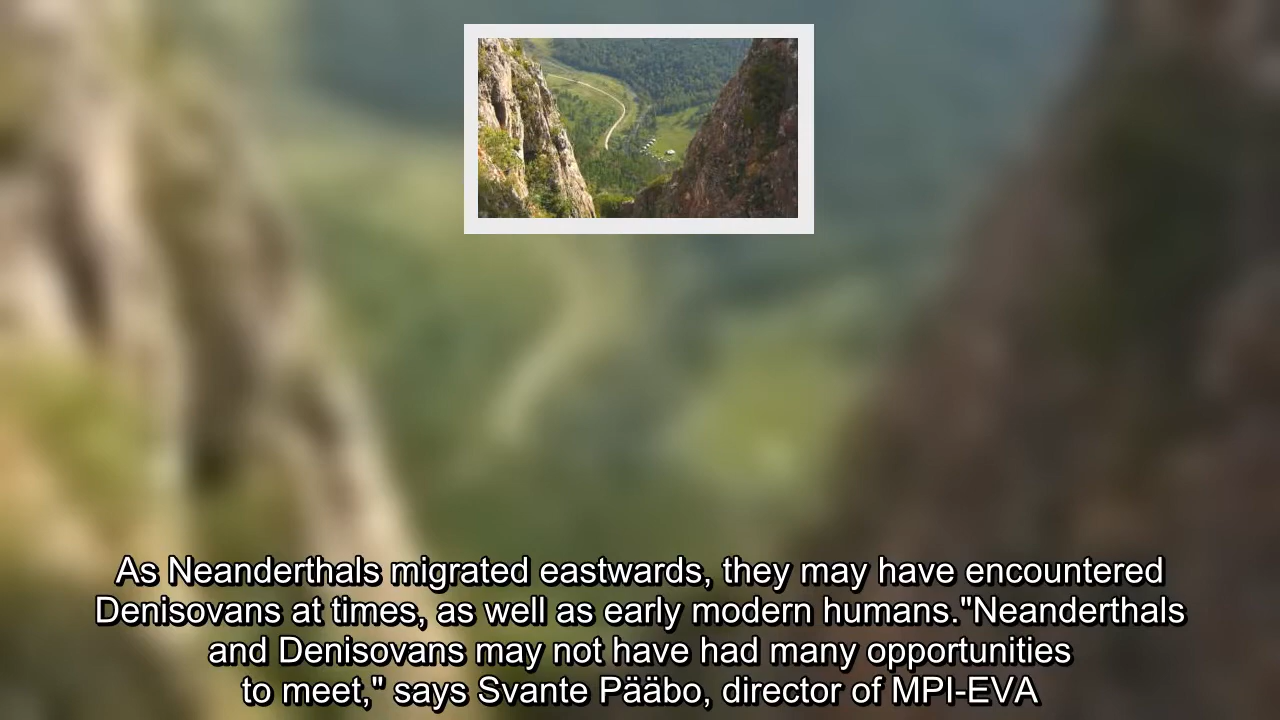 As Neanderthals migrated eastwards, they may have encountered
Denisovans at times, as well as early modern humans."Neanderthals
and Denisovans may not have had many opportunities
to meet," says Svante Pääbo, director of MPI-EVA